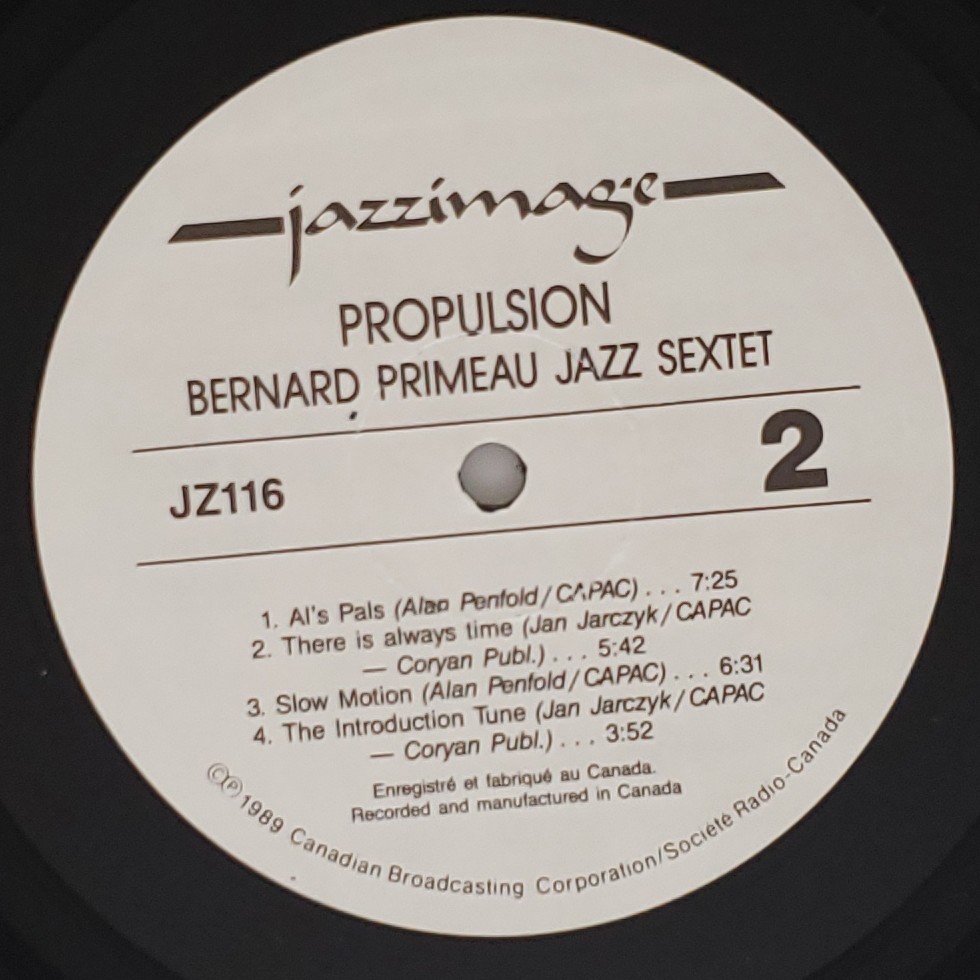 jazzimage
PROPULSION
BERNARD PRIMEAU JAZZ SEXTET
JZ116
2
1. Al's Pals (Alan Penfold/CAPAC) . . . 7:25
2. There is always time (Jan Jarczyk/CAPAC
— Coryan Publ.) . . . 5:42
3. Slow Motion (Alan Penfold/CAPAC) . . . 6:31
4. The Introduction Tune (Jan Jarczyk/CAPAC
— Coryan Publ.) . . . 3:52
Enregistré et fabriqué au Canada.
Recorded and manufactured in Canada
©℗1989 Canadian Broadcasting Corporation/Société Radio-Canada